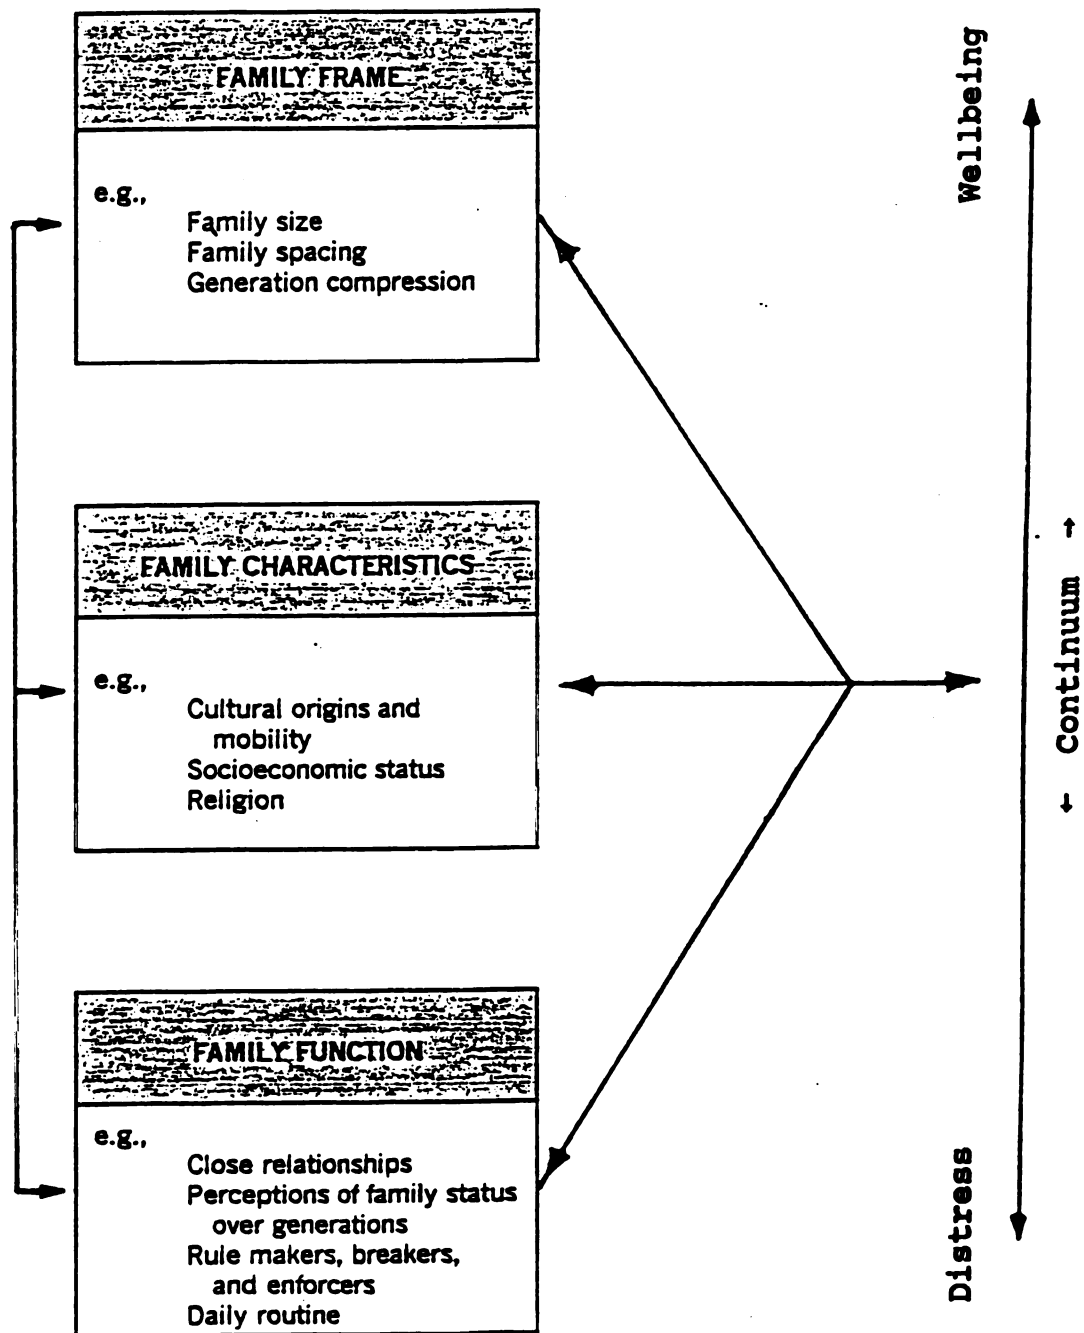 FAMILY FRAME
e.g.,
Family size
Family spacing
Generation compression
FAMILY CHARACTERISTICS
e.g.,
Cultural origins and
mobility
Socioeconomic status
Religion
FAMILY FUNCTION
e.g.,
Close relationships
Perceptions of family status
over generations
Rule makers, breakers,
and enforcers
Daily routine
Wellbeing
← Continuum →
Distress